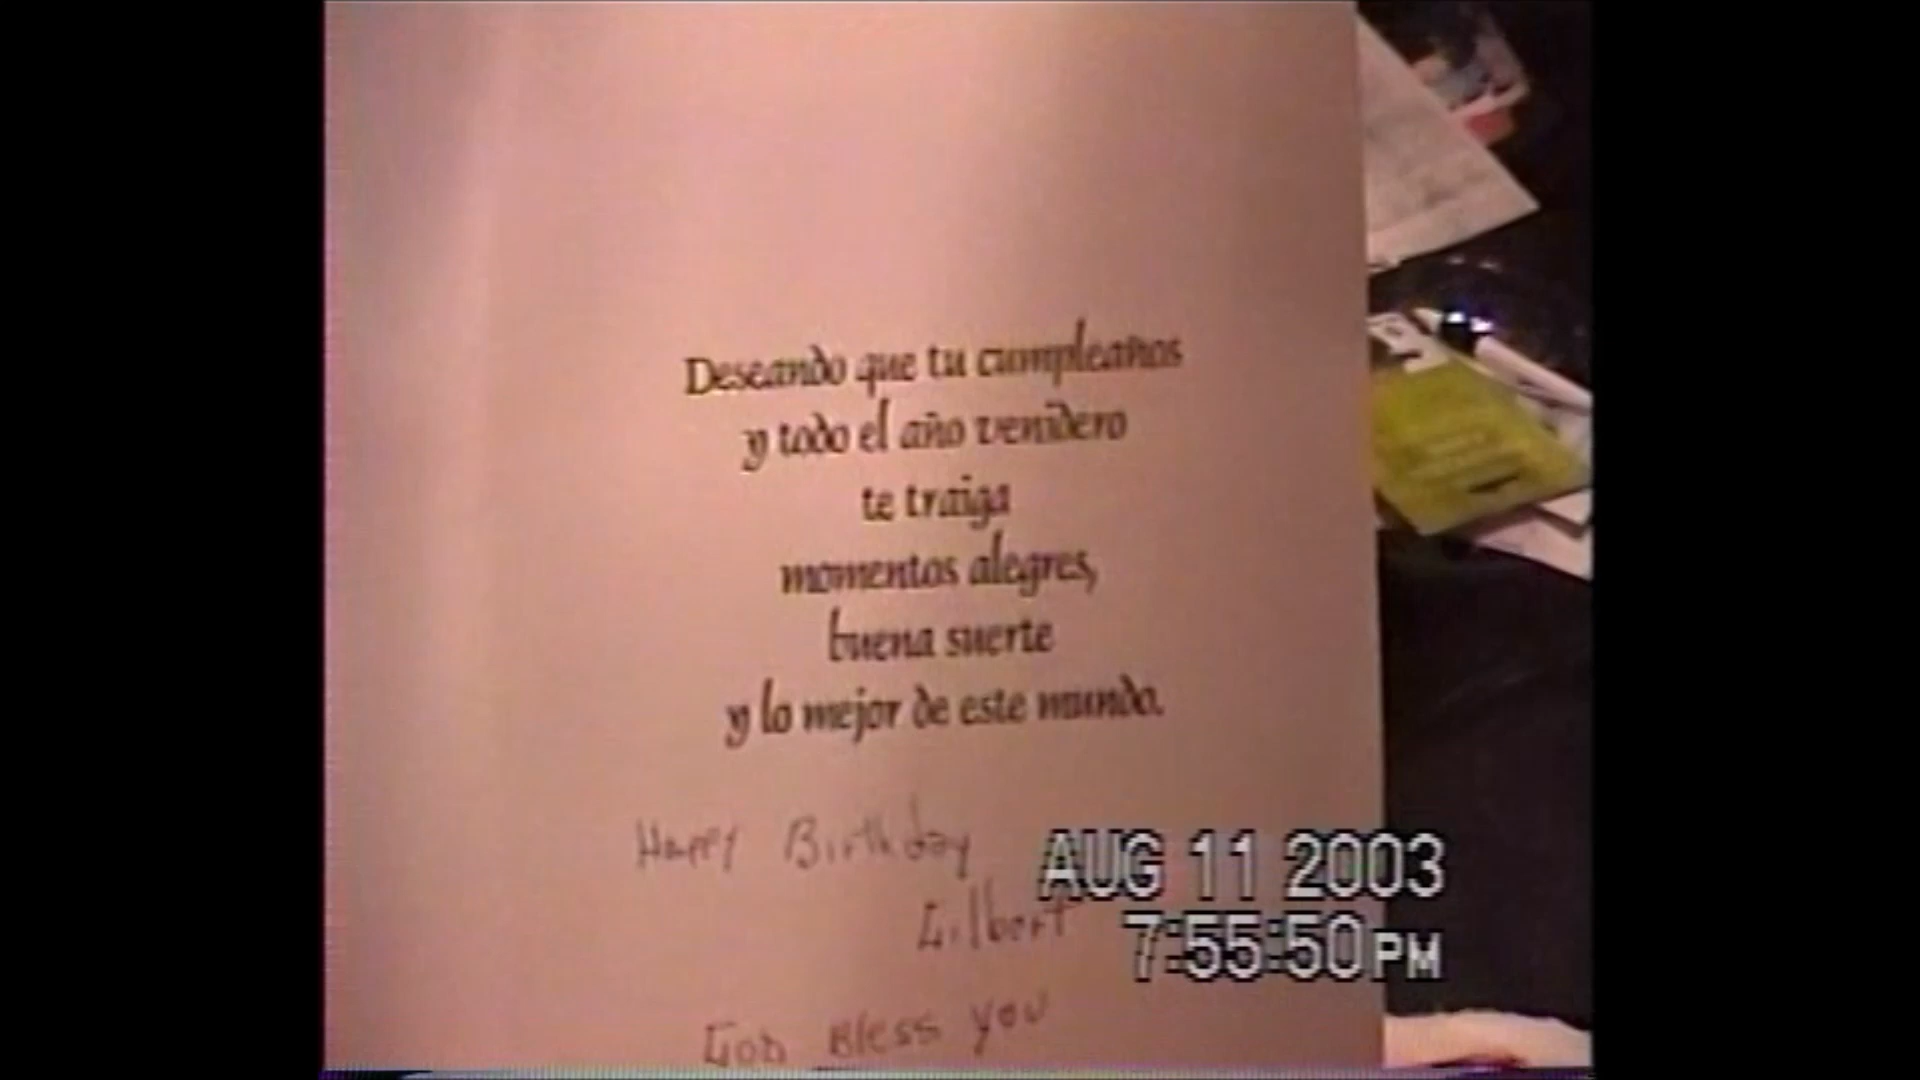 Deseando que tu cumpleaños
y todo el año venidero
te traiga
momentos alegres,
buena suerte
y lo mejor de este mundo.
Happy Birthday
Gilbert
God Bless you
AUG 11 2003
7:55:50 PM